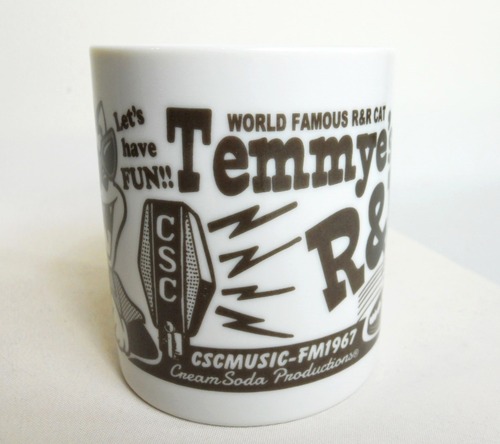 Let's
have
FUN!!
WORLD FAMOUS R&R CAT
Temmye's
R&
CSC
CSCMUSIC-FM1967
Cream Soda Productions®